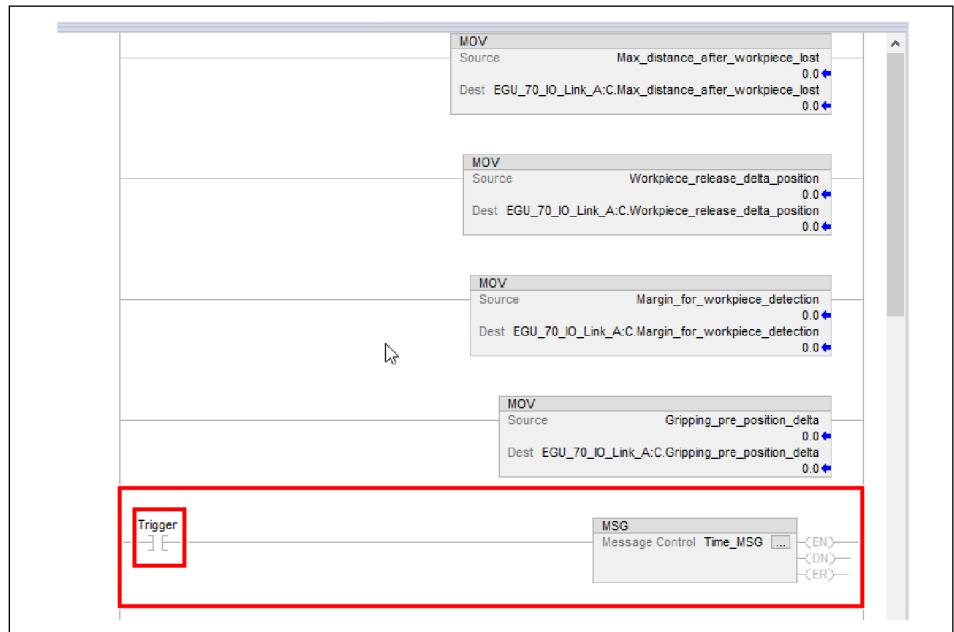 MOV
Source Max_distance_after_workpiece_lost
0.0
Dest EGU_70_IO_Link_A:C.Max_distance_after_workpiece_lost
0.0
MOV
Source Workpiece_release_delta_position
0.0
Dest EGU_70_IO_Link_A:C.Workpiece_release_delta_position
0.0
MOV
Source Margin_for_workpiece_detection
0.0
Dest EGU_70_IO_Link_A:C.Margin_for_workpiece_detection
0.0
MOV
Source Gripping_pre_position_delta
0.0
Dest EGU_70_IO_Link_A:C.Gripping_pre_position_delta
0.0
Trigger
MSG
Message Control Time_MSG ...
(EN)
(DN)
(ER)